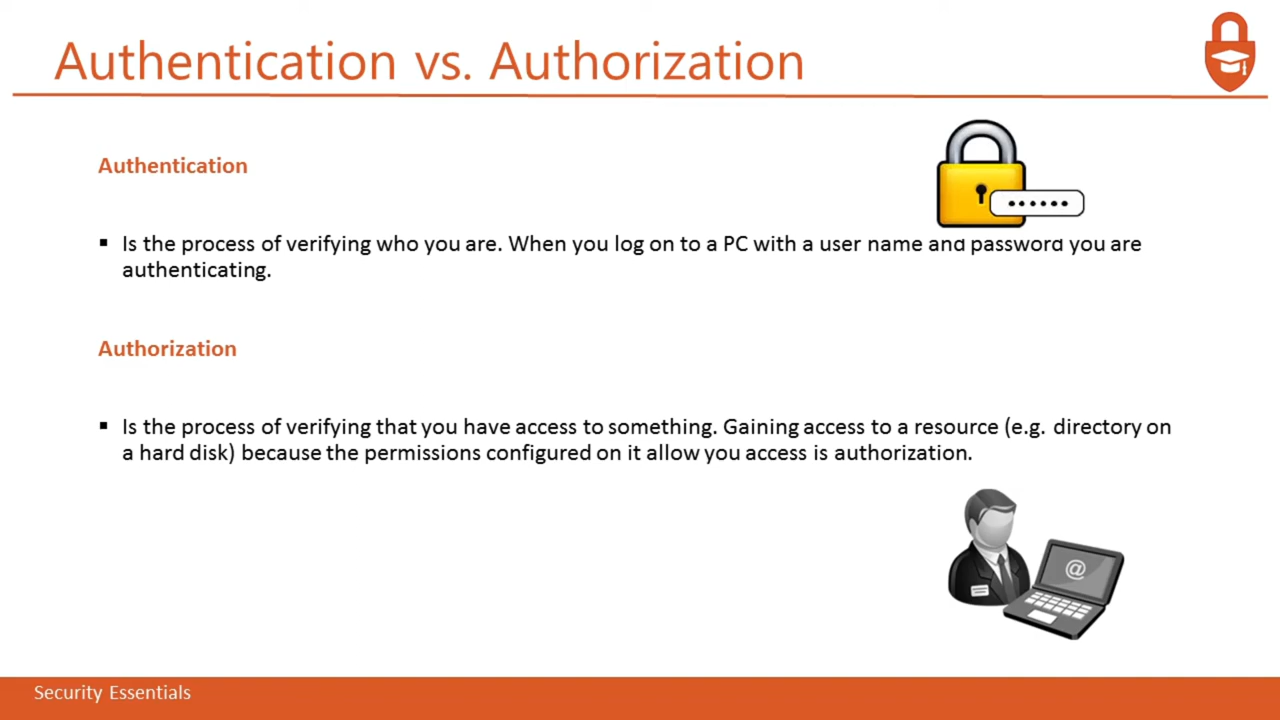 Authentication vs. Authorization
Authentication
▪ Is the process of verifying who you are. When you log on to a PC with a user name and password you are
authenticating.
Authorization
▪ Is the process of verifying that you have access to something. Gaining access to a resource (e.g. directory on
a hard disk) because the permissions configured on it allow you access is authorization.
@
Security Essentials